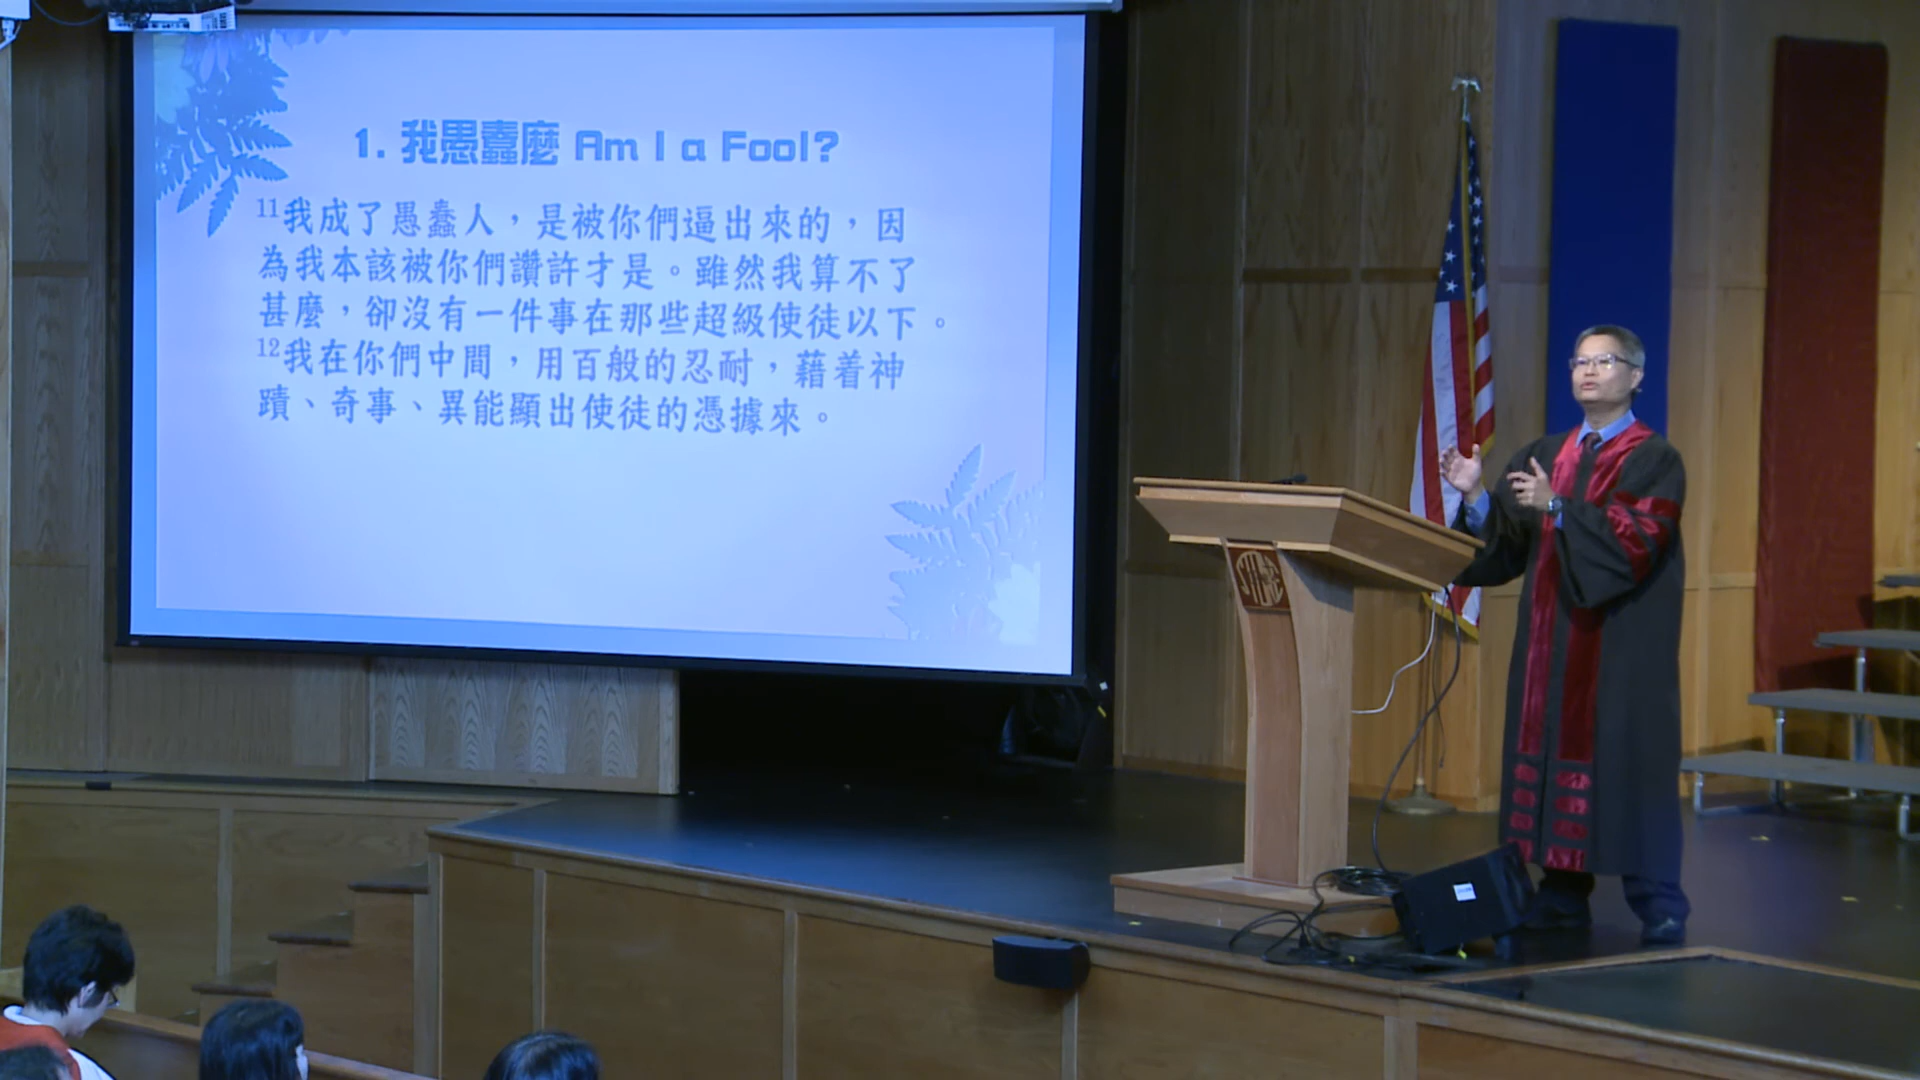 1. 我愚蠢麼 Am I a Fool?
11我成了愚蠢人，是被你們逼出來的，因
為我本該被你們讚許才是。雖然我算不了
甚麼，卻沒有一件事在那些超級使徒以下。
12我在你們中間，用百般的忍耐，藉着神
蹟、奇事、異能顯出使徒的憑據來。